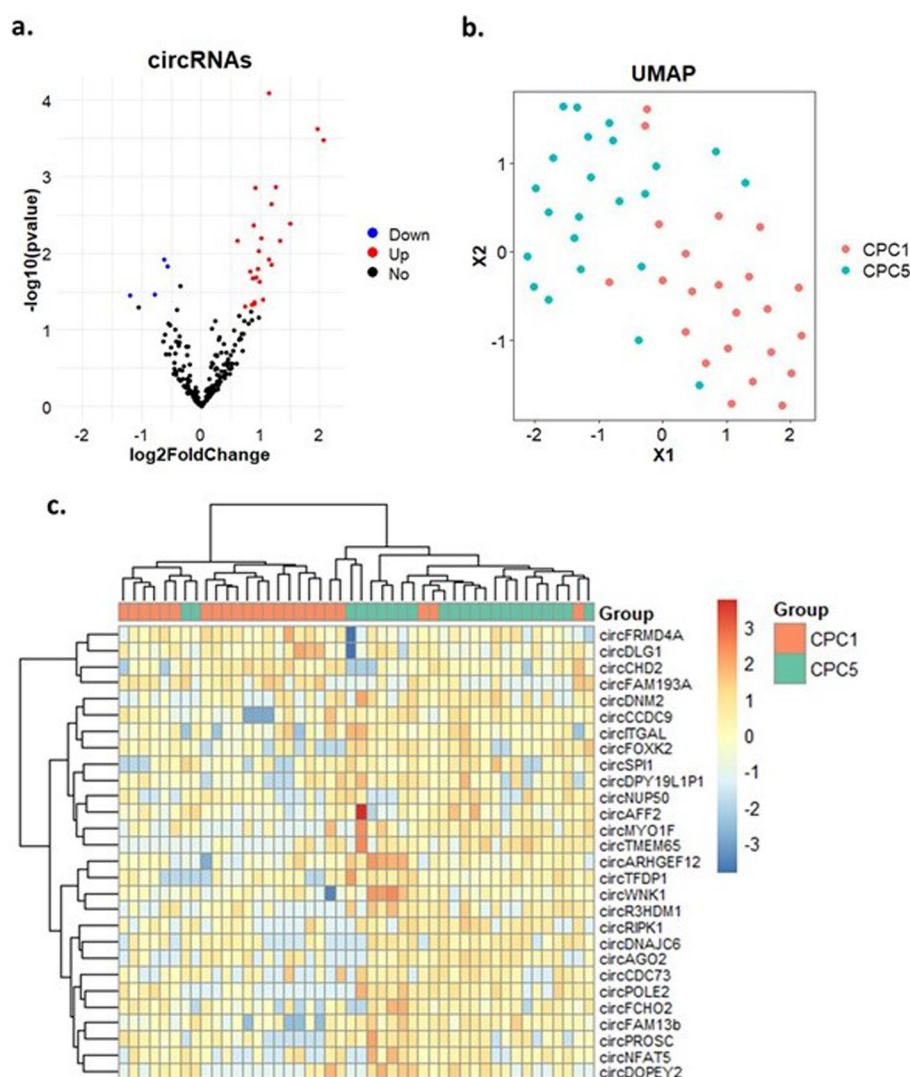 a.
circRNAs
-log10(pvalue)
4
3
2
1
0
-2 -1 0 1 2
log2FoldChange
Down
Up
No
b.
UMAP
X2
1
0
-1
-2 -1 0 1 2
X1
CPC1
CPC5
c.
Group
circFRMD4A
circDLG1
circCHD2
circFAM193A
circDNM2
circCCDC9
circITGAL
circFOXK2
circSPI1
circDPY19L1P1
circNUP50
circAFF2
circMYO1F
circTMEM65
circARHGEF12
circTFDP1
circWNK1
circR3HDM1
circRIPK1
circDNAJC6
circAGO2
circCDC73
circPOLE2
circFCHO2
circFAM13b
circPROSC
circNFAT5
circDOPEY2
3
2
1
0
-1
-2
-3
Group
CPC1
CPC5